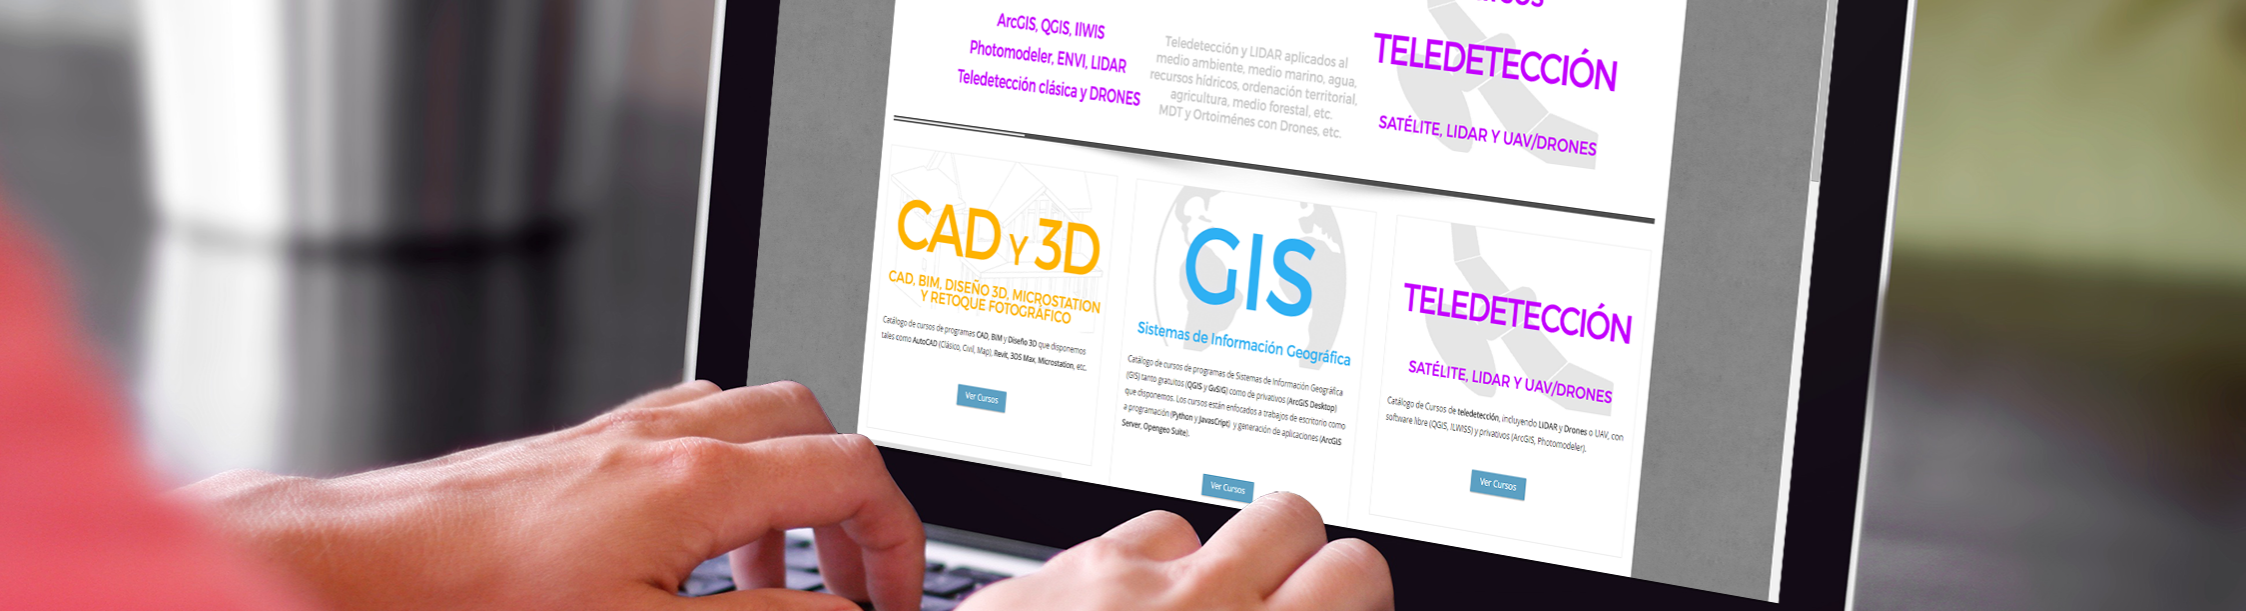 ArcGIS, QGIS, IIWIS
Photomodeler, ENVI, LIDAR
Teledetección clásica y DRONES
Teledetección y LIDAR aplicados al
medio ambiente, medio marino, agua,
recursos hídricos, ordenación territorial,
agricultura, medio forestal, etc.
MDT y Ortoiménes con Drones, etc.
TELEDETECCIÓN
SATÉLITE, LIDAR Y UAV/DRONES
CAD Y 3D
CAD, BIM, DISEÑO 3D, MICROSTATION
Y RETOQUE FOTOGRÁFICO
Catálogo de cursos de programas CAD, BIM y Diseño 3D que disponemos
tales como AutoCAD (Clásico, Civil, Map), Revit, 3DS Max, Microstation, etc.
Ver Cursos
GIS
Sistemas de Información Geográfica
Catálogo de cursos de programas de Sistemas de Información Geográfica
(GIS) tanto gratuitos (QGIS y GvSIG) como de privativos (ArcGIS Desktop)
que disponemos. Los cursos están enfocados a trabajos de escritorio como
a programación (Python y JavasCript) y generación de aplicaciones (ArcGIS
Server, Opengeo Suite).
Ver Cursos
TELEDETECCIÓN
SATÉLITE, LIDAR Y UAV/DRONES
Catálogo de Cursos de teledetección, incluyendo LIDAR y Drones o UAV, con
software libre (QGIS, ILWISS) y privativos (ArcGIS, Photomodeler).
Ver Cursos